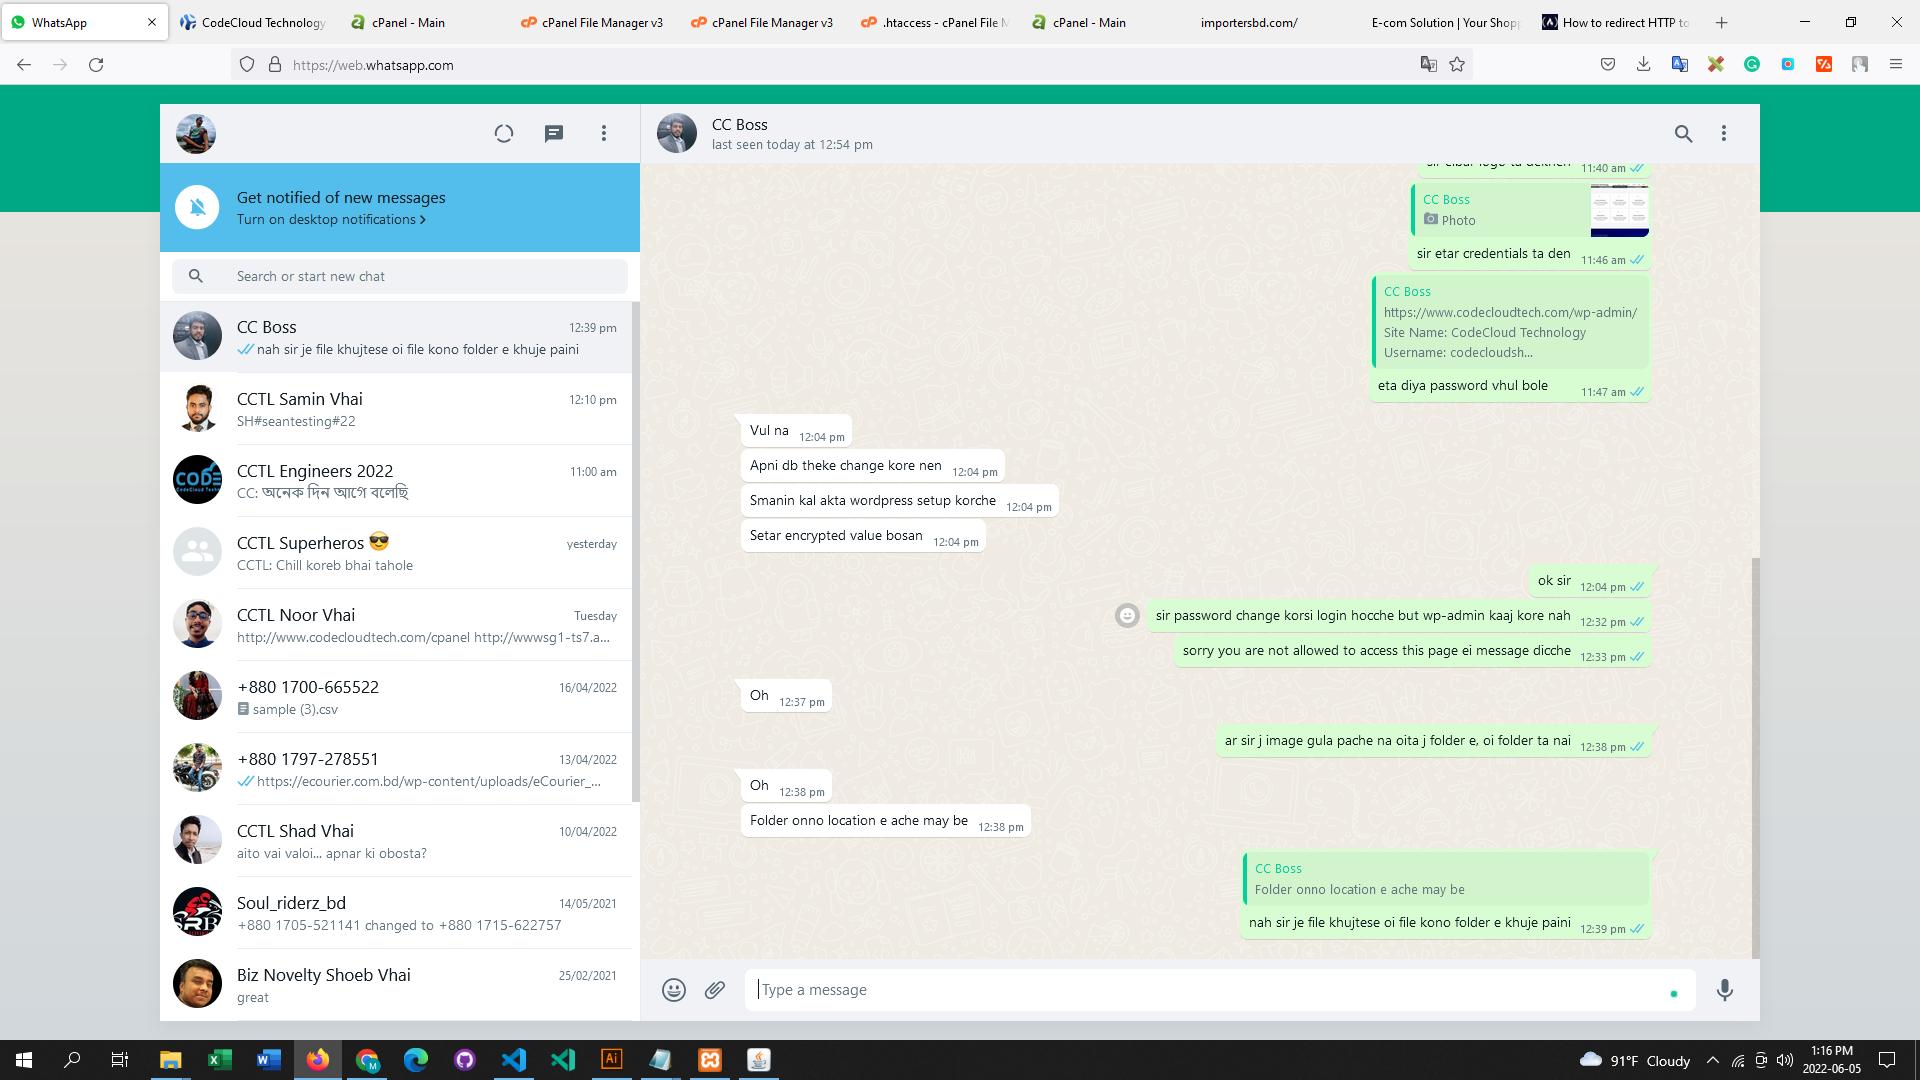 WhatsApp
CodeCloud Technology
cPanel - Main
cPanel File Manager v3
cPanel File Manager v3
.htaccess - cPanel File M
cPanel - Main
importersbd.com/
E-com Solution | Your Shopp
How to redirect HTTP to
https://web.whatsapp.com
Get notified of new messages
Turn on desktop notifications
Search or start new chat
CC Boss
12:39 pm
nah sir je file khujtese oi file kono folder e khuje paini
CCTL Samin Vhai
12:10 pm
SH#seantesting#22
CCTL Engineers 2022
11:00 am
CC: অনেক দিন আগে বলেছি
CCTL Superheros 😎
yesterday
CCTL: Chill koreb bhai tahole
CCTL Noor Vhai
Tuesday
http://www.codecloudtech.com/cpanel http://wwwsg1-ts7.a...
+880 1700-665522
16/04/2022
sample (3).csv
+880 1797-278551
13/04/2022
https://ecourier.com.bd/wp-content/uploads/eCourier_...
CCTL Shad Vhai
10/04/2022
aito vai valoi... apnar ki obosta?
Soul_riderz_bd
14/05/2021
+880 1705-521141 changed to +880 1715-622757
Biz Novelty Shoeb Vhai
25/02/2021
great
CC Boss
last seen today at 12:54 pm
11:40 am
CC Boss
Photo
sir etar credentials ta den
11:46 am
CC Boss
https://www.codecloudtech.com/wp-admin/
Site Name: CodeCloud Technology
Username: codecloudsh...
eta diya password vhul bole
11:47 am
Vul na
12:04 pm
Apni db theke change kore nen
12:04 pm
Smanin kal akta wordpress setup korche
12:04 pm
Setar encrypted value bosan
12:04 pm
ok sir
12:04 pm
sir password change korsi login hocche but wp-admin kaaj kore nah
12:32 pm
sorry you are not allowed to access this page ei message dicche
12:33 pm
Oh
12:37 pm
ar sir j image gula pache na oita j folder e, oi folder ta nai
12:38 pm
Oh
12:38 pm
Folder onno location e ache may be
12:38 pm
CC Boss
Folder onno location e ache may be
nah sir je file khujtese oi file kono folder e khuje paini
12:39 pm
Type a message
91°F Cloudy
1:16 PM
2022-06-05